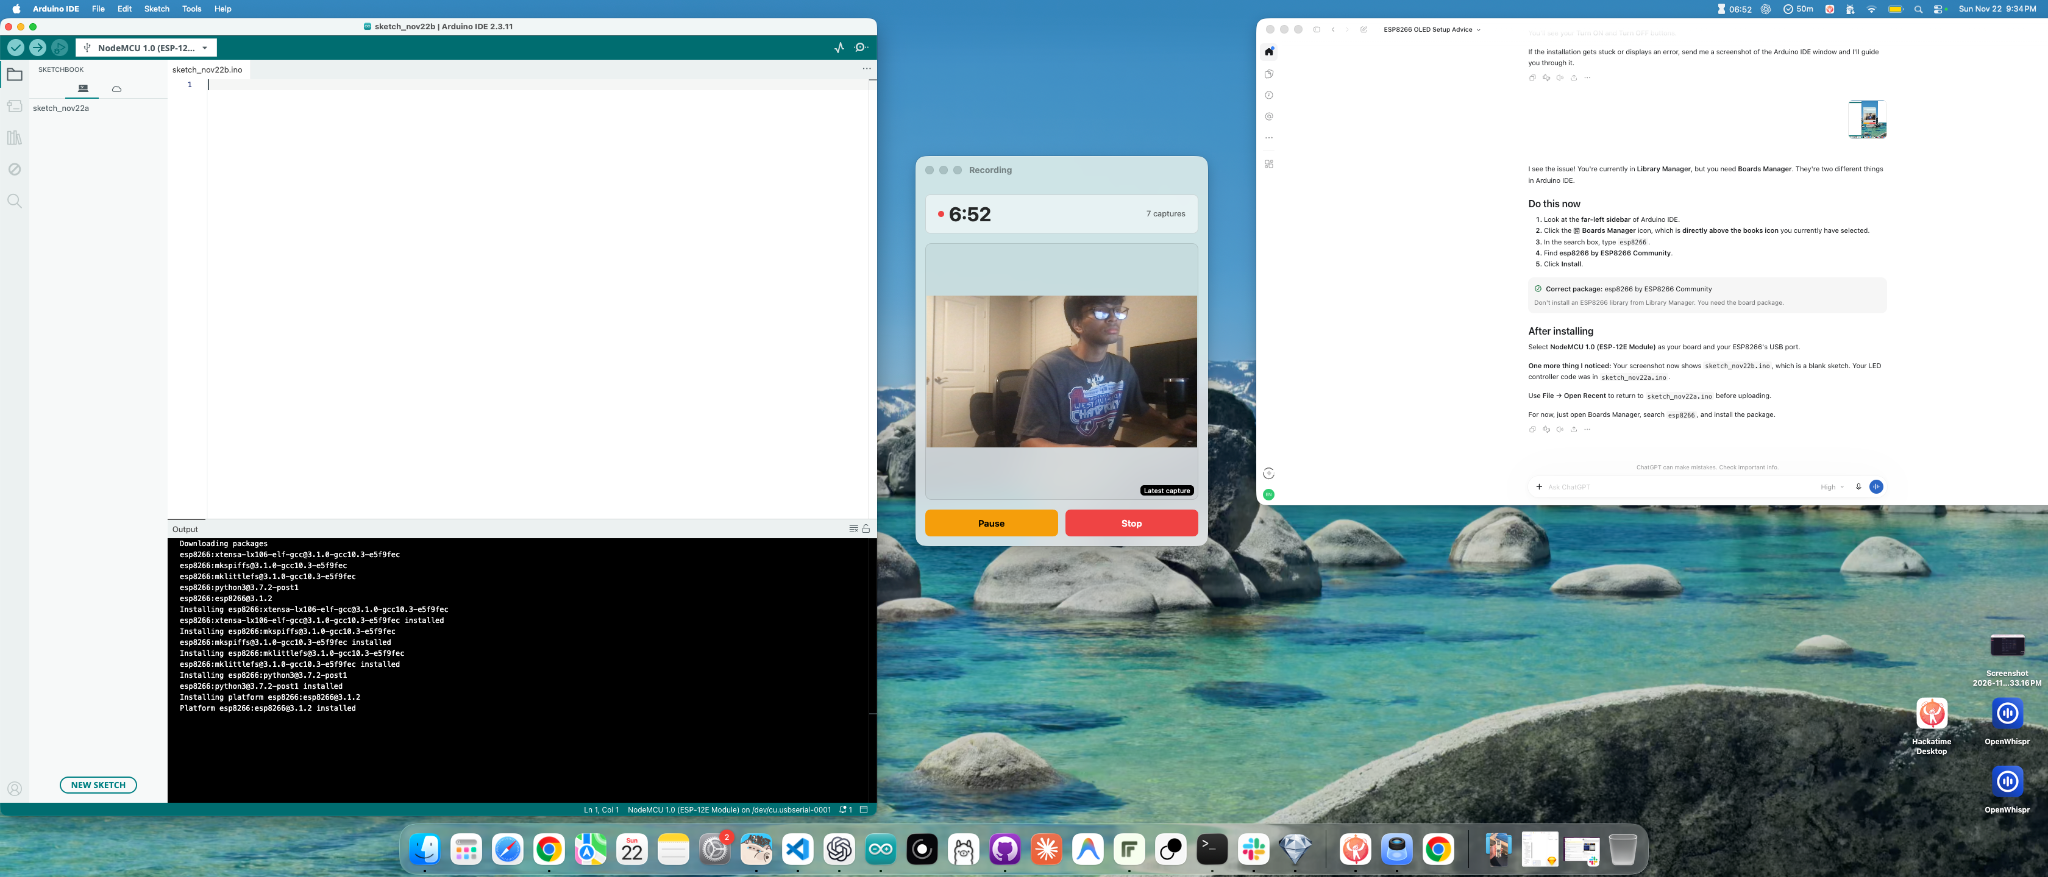 Arduino IDE File Edit Sketch Tools Help
06:52 50m Sun Nov 22 9:34PM
sketch_nov22b | Arduino IDE 2.3.11
NodeMCU 1.0 (ESP-12...
SKETCHBOOK
sketch_nov22a
NEW SKETCH
sketch_nov22b.ino
1
Output
Downloading packages
esp8266:xtensa-lx106-elf-gcc@3.1.0-gcc10.3-e5f9fec
esp8266:mkspiffs@3.1.0-gcc10.3-e5f9fec
esp8266:mklittlefs@3.1.0-gcc10.3-e5f9fec
esp8266:python3@3.7.2-post1
esp8266:esp8266@3.1.2
Installing esp8266:xtensa-lx106-elf-gcc@3.1.0-gcc10.3-e5f9fec
esp8266:xtensa-lx106-elf-gcc@3.1.0-gcc10.3-e5f9fec installed
Installing esp8266:mkspiffs@3.1.0-gcc10.3-e5f9fec
esp8266:mkspiffs@3.1.0-gcc10.3-e5f9fec installed
Installing esp8266:mklittlefs@3.1.0-gcc10.3-e5f9fec
esp8266:mklittlefs@3.1.0-gcc10.3-e5f9fec installed
Installing esp8266:python3@3.7.2-post1
esp8266:python3@3.7.2-post1 installed
Installing platform esp8266:esp8266@3.1.2
Platform esp8266:esp8266@3.1.2 installed
Ln 1, Col 1 NodeMCU 1.0 (ESP-12E Module) on /dev/cu.usbserial-0001 1
Recording
6:52
7 captures
Latest capture
Pause
Stop
ESP8266 OLED Setup Advice
If the installation gets stuck or displays an error, send me a screenshot of the Arduino IDE window and I'll guide
you through it.
I see the issue! You're currently in Library Manager, but you need Boards Manager. They're two different things
in Arduino IDE.
Do this now
1. Look at the far-left sidebar of Arduino IDE.
2. Click the Boards Manager icon, which is directly above the books icon you currently have selected.
3. In the search box, type esp8266.
4. Find esp8266 by ESP8266 Community.
5. Click Install.
Correct package: esp8266 by ESP8266 Community
Don't install an ESP8266 library from Library Manager. You need the board package.
After installing
Select NodeMCU 1.0 (ESP-12E Module) as your board and your ESP8266's USB port.
One more thing I noticed: Your screenshot now shows sketch_nov22b.ino, which is a blank sketch. Your LED
controller code was in sketch_nov22a.ino.
Use File → Open Recent to return to sketch_nov22a.ino before uploading.
For now, just open Boards Manager, search esp8266, and install the package.
ChatGPT can make mistakes. Check important info.
Ask ChatGPT
High
Screenshot
2026-11...33.16 PM
Hackatime
Desktop
OpenWhispr
OpenWhispr
Sun
22
2